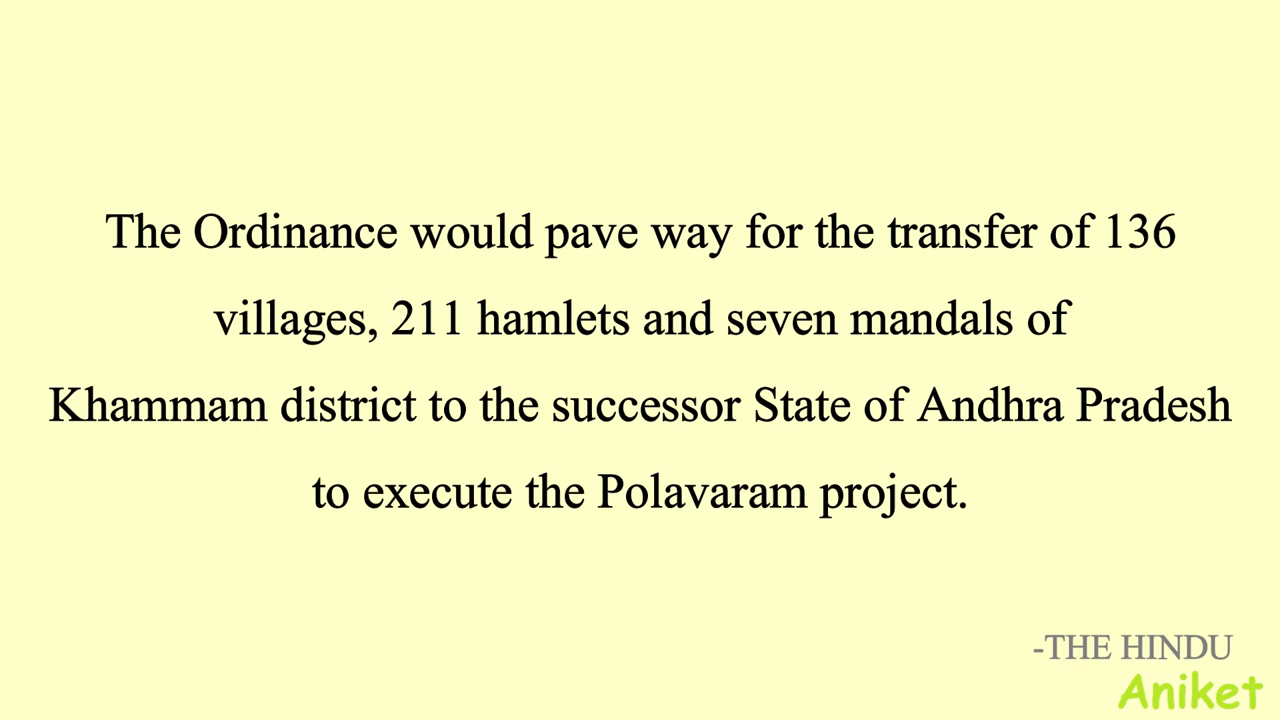 The Ordinance would pave way for the transfer of 136
villages, 211 hamlets and seven mandals of
Khammam district to the successor State of Andhra Pradesh
to execute the Polavaram project.
-THE HINDU
Aniket